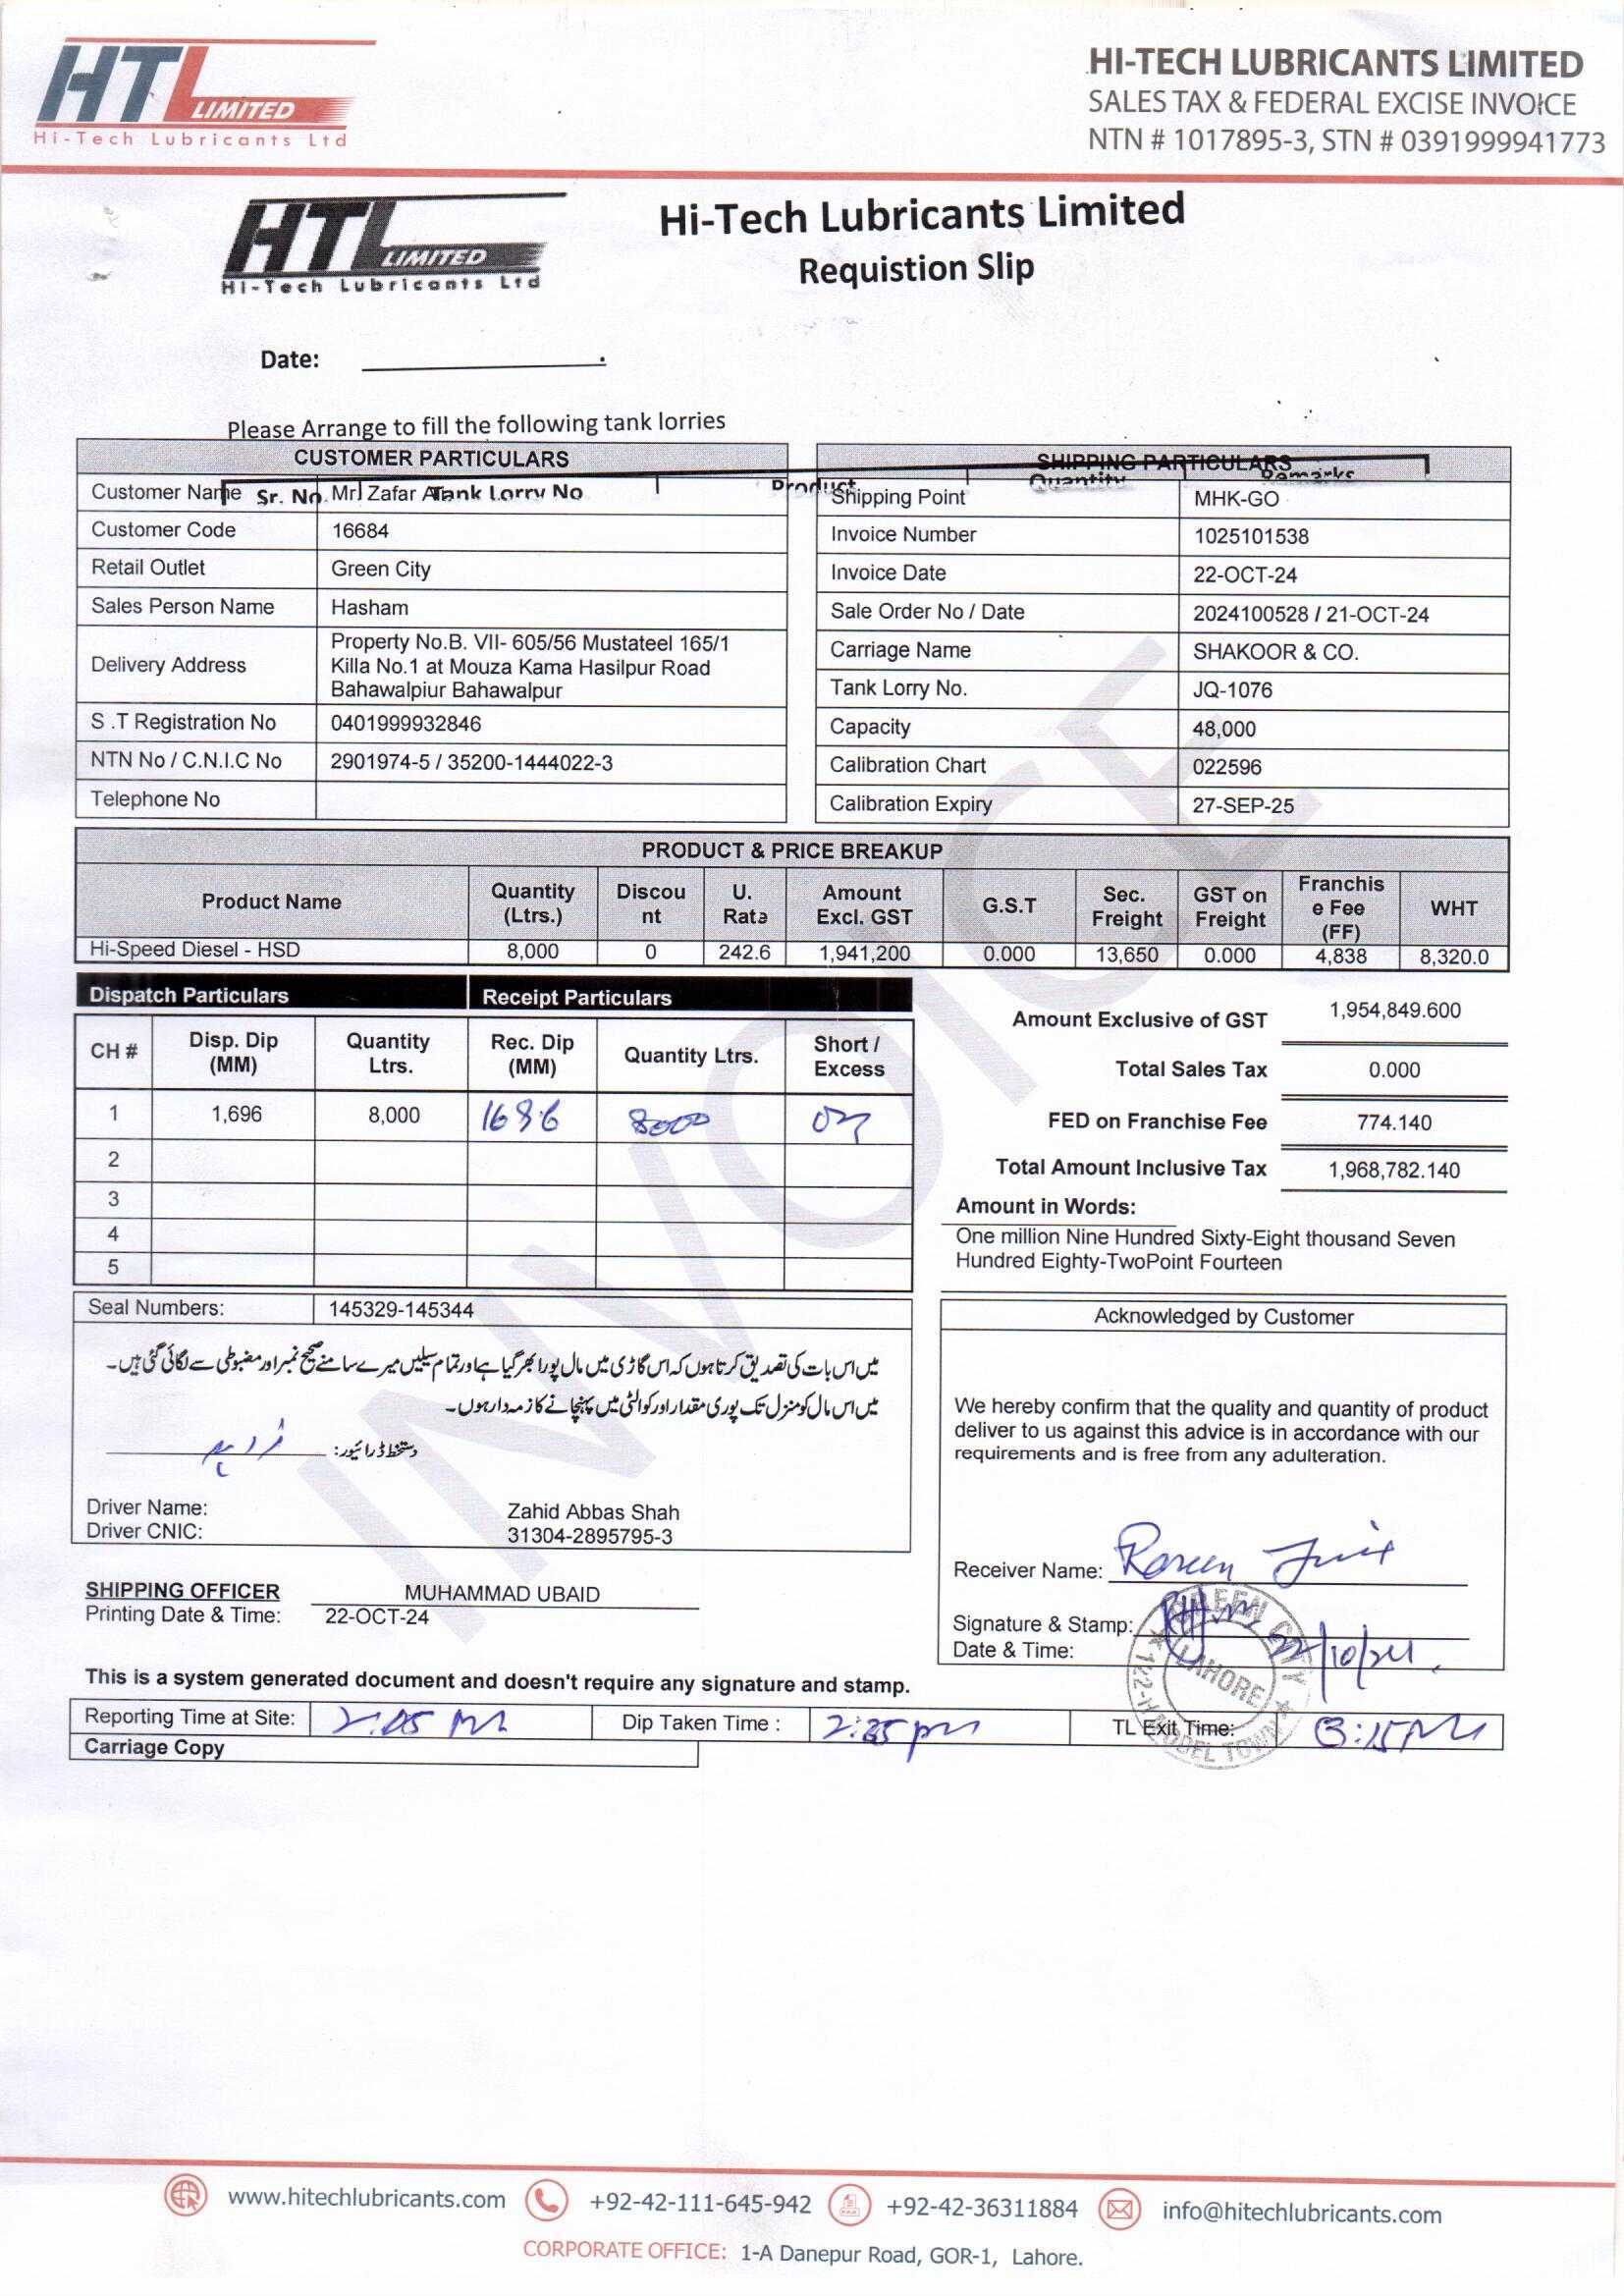 HTL LIMITED
Hi-Tech Lubricants Ltd
HI-TECH LUBRICANTS LIMITED
SALES TAX & FEDERAL EXCISE INVOICE
NTN # 1017895-3, STN # 0391999941773
HTL LIMITED
Hi-Tech Lubricants Ltd
Hi-Tech Lubricants Limited
Requistion Slip
Date:
Please Arrange to fill the following tank lorries
Sr. No Tank Lorry No Product Quantity Remarks
CUSTOMER PARTICULARS
Customer Name Mr. Zafar
Customer Code 16684
Retail Outlet Green City
Sales Person Name Hasham
Delivery Address Property No.B. VII- 605/56 Mustateel 165/1
Killa No.1 at Mouza Kama Hasilpur Road
Bahawalpiur Bahawalpur
S .T Registration No 0401999932846
NTN No / C.N.I.C No 2901974-5 / 35200-1444022-3
Telephone No
SHIPPING PARTICULARS
Shipping Point MHK-GO
Invoice Number 1025101538
Invoice Date 22-OCT-24
Sale Order No / Date 2024100528 / 21-OCT-24
Carriage Name SHAKOOR & CO.
Tank Lorry No. JQ-1076
Capacity 48,000
Calibration Chart 022596
Calibration Expiry 27-SEP-25
PRODUCT & PRICE BREAKUP
Product Name Quantity (Ltrs.) Discount U. Rate Amount Excl. GST G.S.T Sec. Freight GST on Freight Franchise Fee (FF) WHT
Hi-Speed Diesel - HSD 8,000 0 242.6 1,941,200 0.000 13,650 0.000 4,838 8,320.0
Dispatch Particulars Receipt Particulars
CH # Disp. Dip (MM) Quantity Ltrs. Rec. Dip (MM) Quantity Ltrs. Short / Excess
1 1,696 8,000 1696 8000
2
3
4
5
Amount Exclusive of GST 1,954,849.600
Total Sales Tax 0.000
FED on Franchise Fee 774.140
Total Amount Inclusive Tax 1,968,782.140
Amount in Words:
One million Nine Hundred Sixty-Eight thousand Seven
Hundred Eighty-TwoPoint Fourteen
Seal Numbers: 145329-145344
میں اس بات کی تصدیق کرتا ہوں کہ اس گاڑی میں مال پورا بھر گیا ہے اور تمام سیلیں میرے سامنے صحیح نمبر اور مضبوطی سے لگائی گئی ہیں۔
میں اس مال کو منزل تک پوری مقدار اور کوالٹی میں پہنچانے کا زمہ دار ہوں۔
دستخط ڈرائیور:
Driver Name: Zahid Abbas Shah
Driver CNIC: 31304-2895795-3
Acknowledged by Customer
We hereby confirm that the quality and quantity of product
deliver to us against this advice is in accordance with our
requirements and is free from any adulteration.
Receiver Name:
Signature & Stamp:
Date & Time: 22/10/24
GREEN CITY
LAHORE
122-H MODEL TOWN
SHIPPING OFFICER MUHAMMAD UBAID
Printing Date & Time: 22-OCT-24
This is a system generated document and doesn't require any signature and stamp.
Reporting Time at Site: 2:05 PM Dip Taken Time : 2:25 pm TL Exit Time: 3:15 PM
Carriage Copy
INVOICE
www.hitechlubricants.com +92-42-111-645-942 +92-42-36311884 info@hitechlubricants.com
CORPORATE OFFICE: 1-A Danepur Road, GOR-1, Lahore.